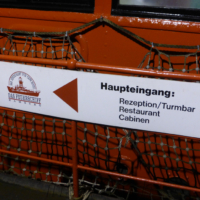 Haupteingang:
Rezeption/Turmbar
Restaurant
Cabinen